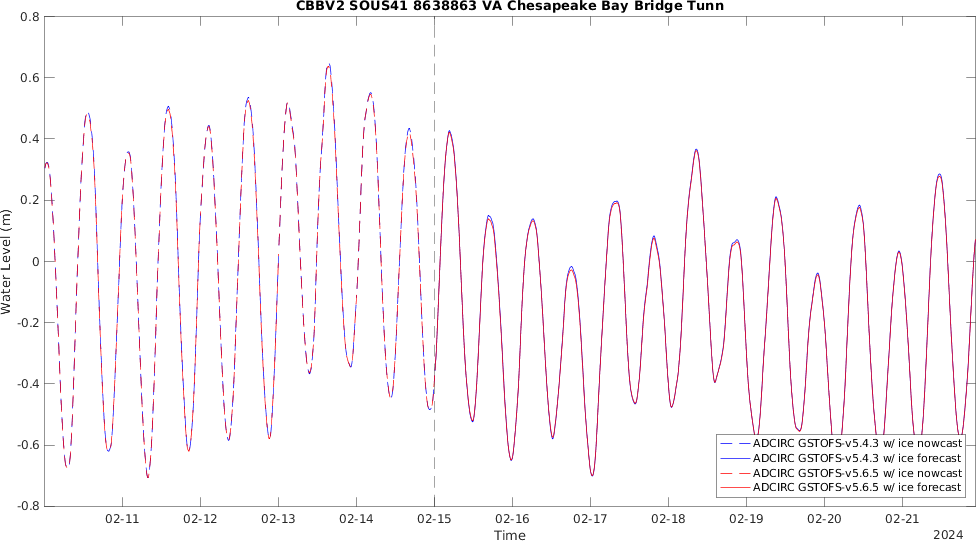 CBBV2 SOUS41 8638863 VA Chesapeake Bay Bridge Tunn
0.8
0.6
0.4
0.2
0
-0.2
-0.4
-0.6
-0.8
Water Level (m)
ADCIRC GSTOFS-v5.4.3 w/ ice nowcast
ADCIRC GSTOFS-v5.4.3 w/ ice forecast
ADCIRC GSTOFS-v5.6.5 w/ ice nowcast
ADCIRC GSTOFS-v5.6.5 w/ ice forecast
02-11 02-12 02-13 02-14 02-15 02-16 02-17 02-18 02-19 02-20 02-21
Time
2024